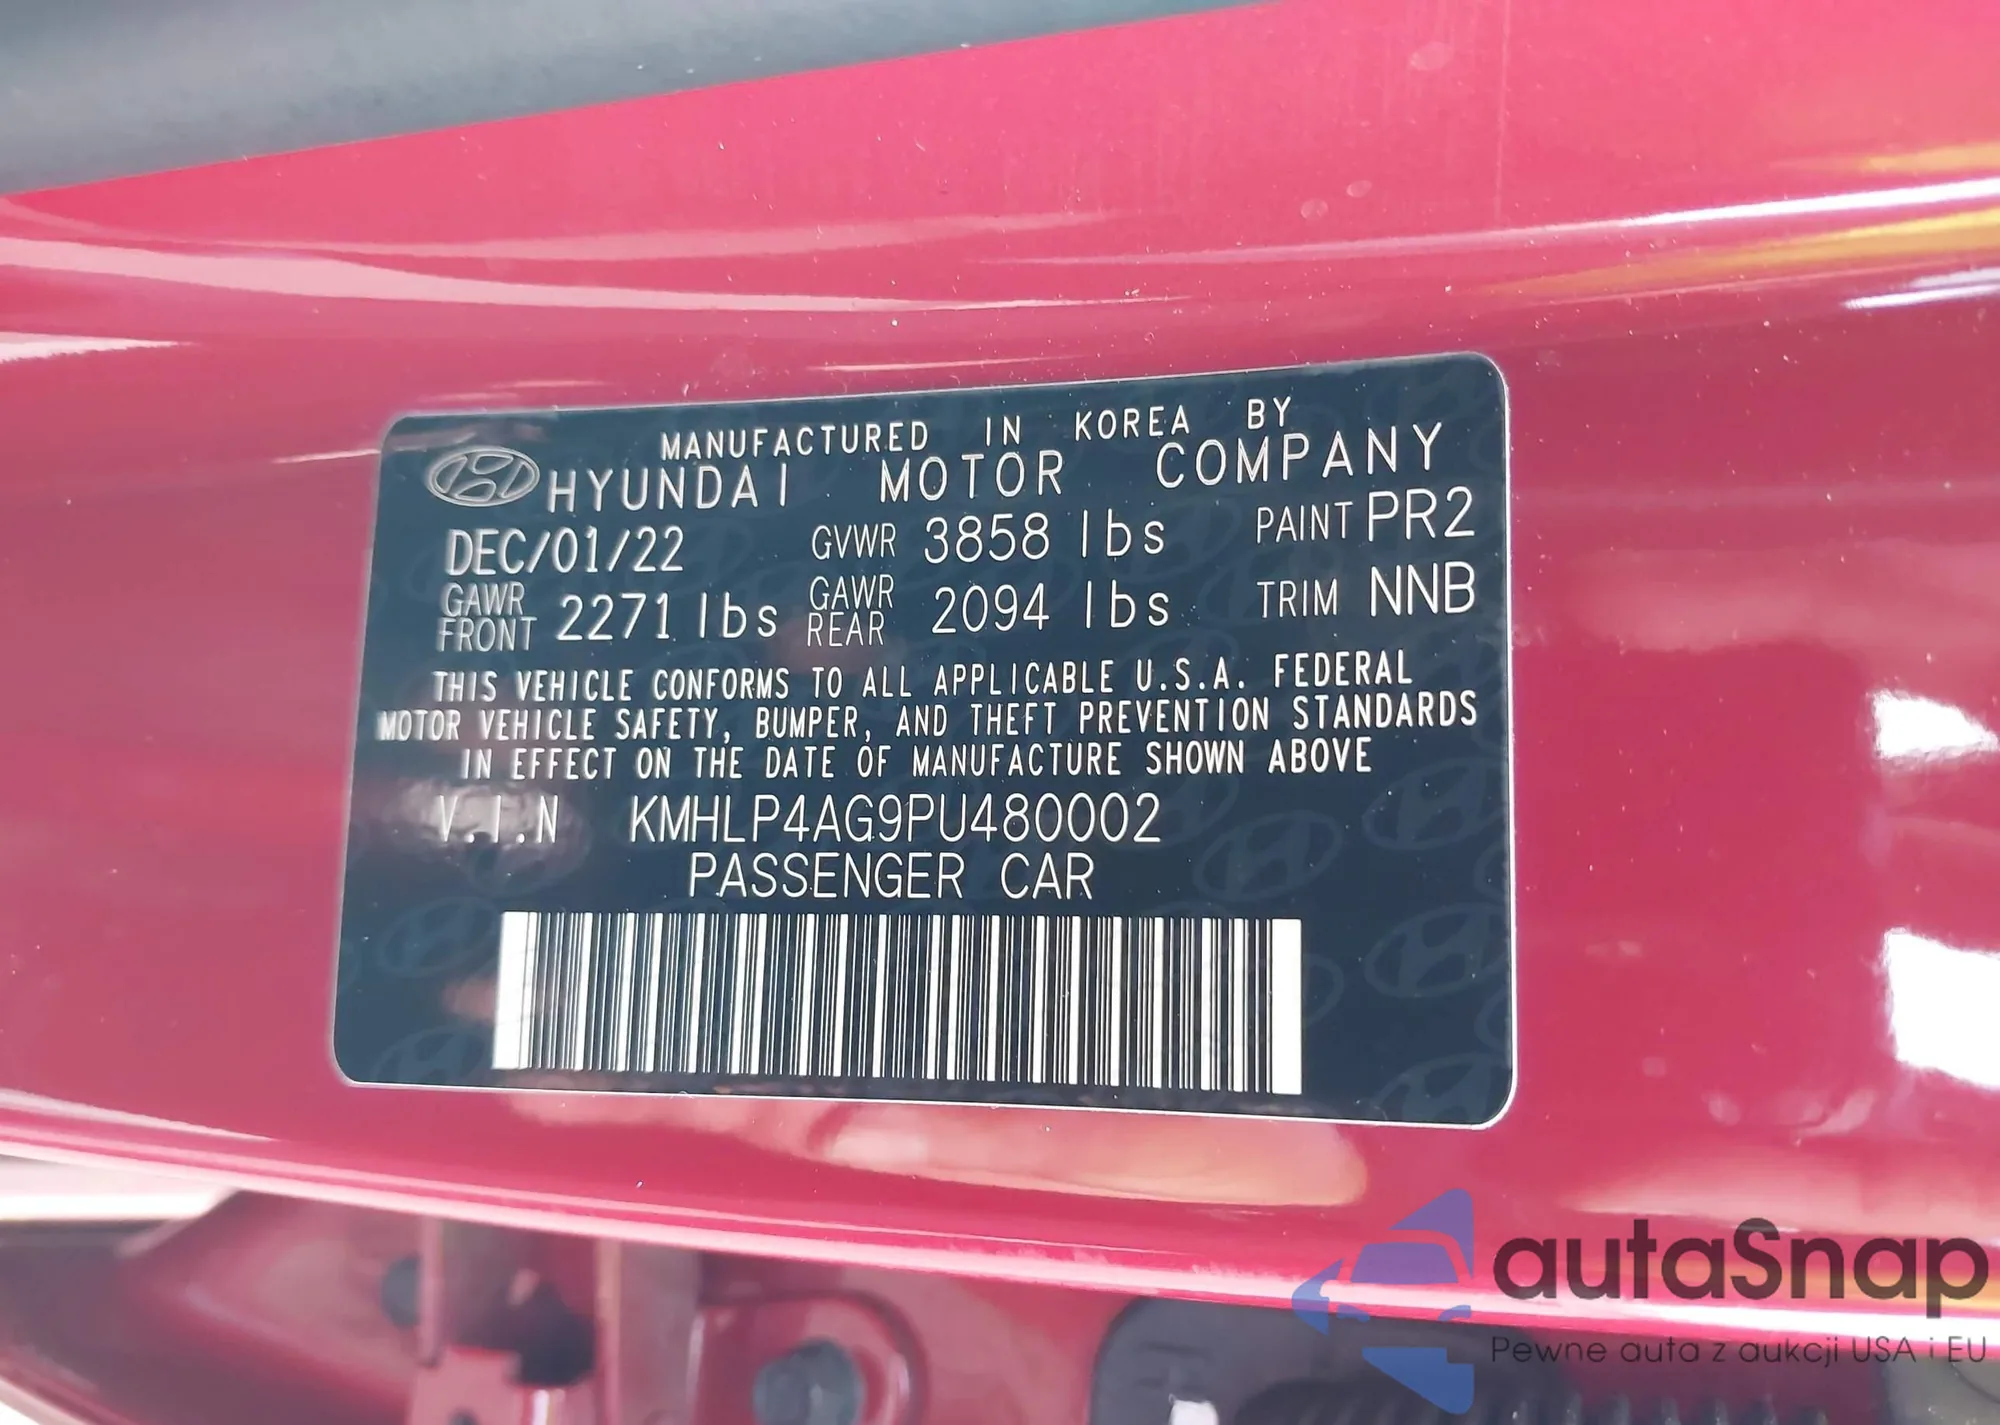 MANUFACTURED IN KOREA BY
HYUNDAI MOTOR COMPANY
DEC/01/22 GVWR 3858 lbs PAINT PR2
GAWR FRONT 2271 lbs GAWR REAR 2094 lbs TRIM NNB
THIS VEHICLE CONFORMS TO ALL APPLICABLE U.S.A. FEDERAL
MOTOR VEHICLE SAFETY, BUMPER, AND THEFT PREVENTION STANDARDS
IN EFFECT ON THE DATE OF MANUFACTURE SHOWN ABOVE
V.I.N KMHLP4AG9PU480002
PASSENGER CAR
autaSnap
Pewne auta z aukcji USA i EU